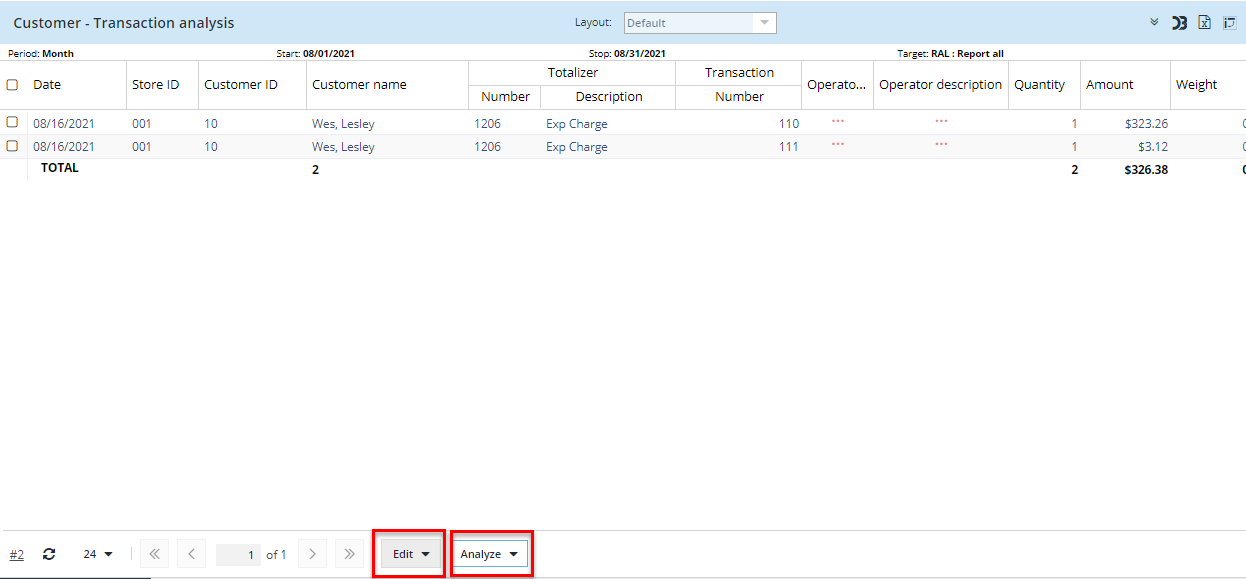 Customer - Transaction analysis Layout: Default
Period: Month Start: 08/01/2021 Stop: 08/31/2021 Target: RAL : Report all
Totalizer Transaction
Date Store ID Customer ID Customer name Operato... Operator description Quantity Amount Weight
Number Description Number
08/16/2021 001 10 Wes, Lesley 1206 Exp Charge 110 *** *** 1 $323.26
08/16/2021 001 10 Wes, Lesley 1206 Exp Charge 111 *** *** 1 $3.12
TOTAL 2 2 $326.38
#2 24 1 of 1 Edit Analyze